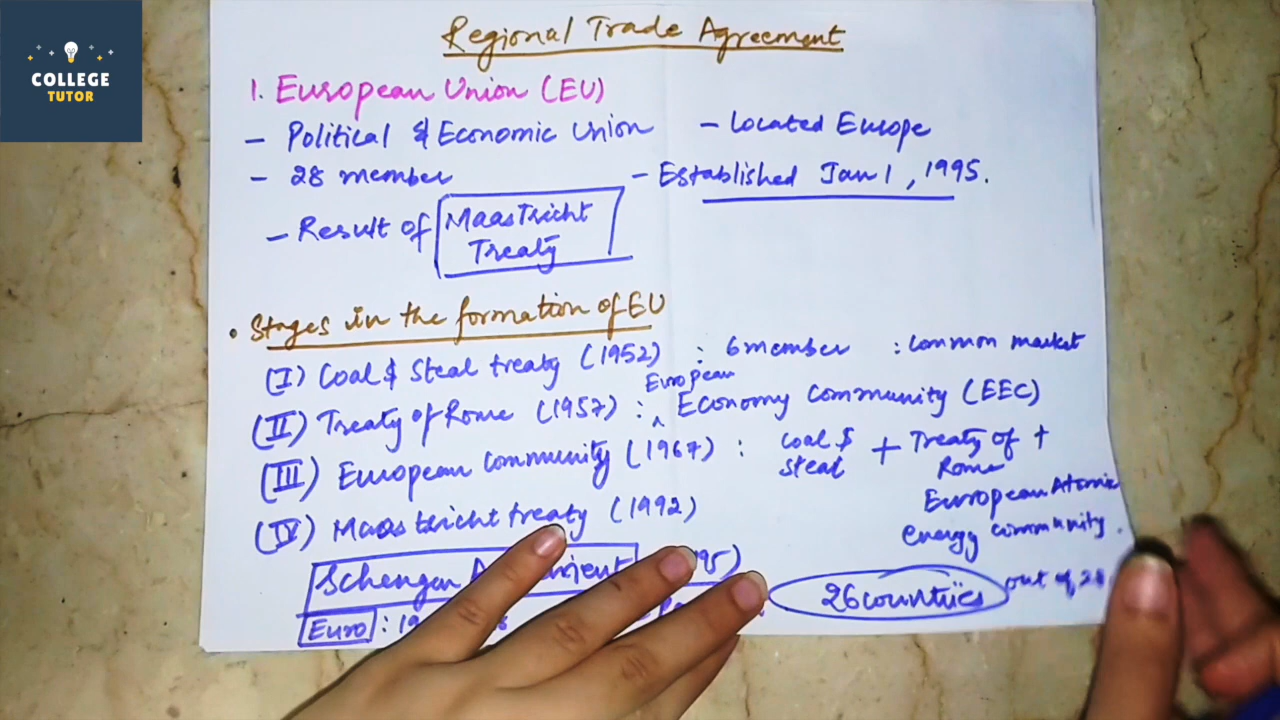 COLLEGE
TUTOR
Regional Trade Agreement
1. European Union (EU)
– Political & Economic Union – Located Europe
– 28 member – Established Jan 1, 1995.
– Result of Maastricht
Treaty
• Stages in the formation of EU
(I) Coal & Steal treaty (1952) : 6 member : common market
(II) Treaty of Rome (1957) : European Economy Community (EEC)
(III) European community (1967) : coal & steal + Treaty of Rome +
European Atomic
energy community.
(IV) Maastricht treaty (1992)
Schengen
26 countries out of 28
Euro :